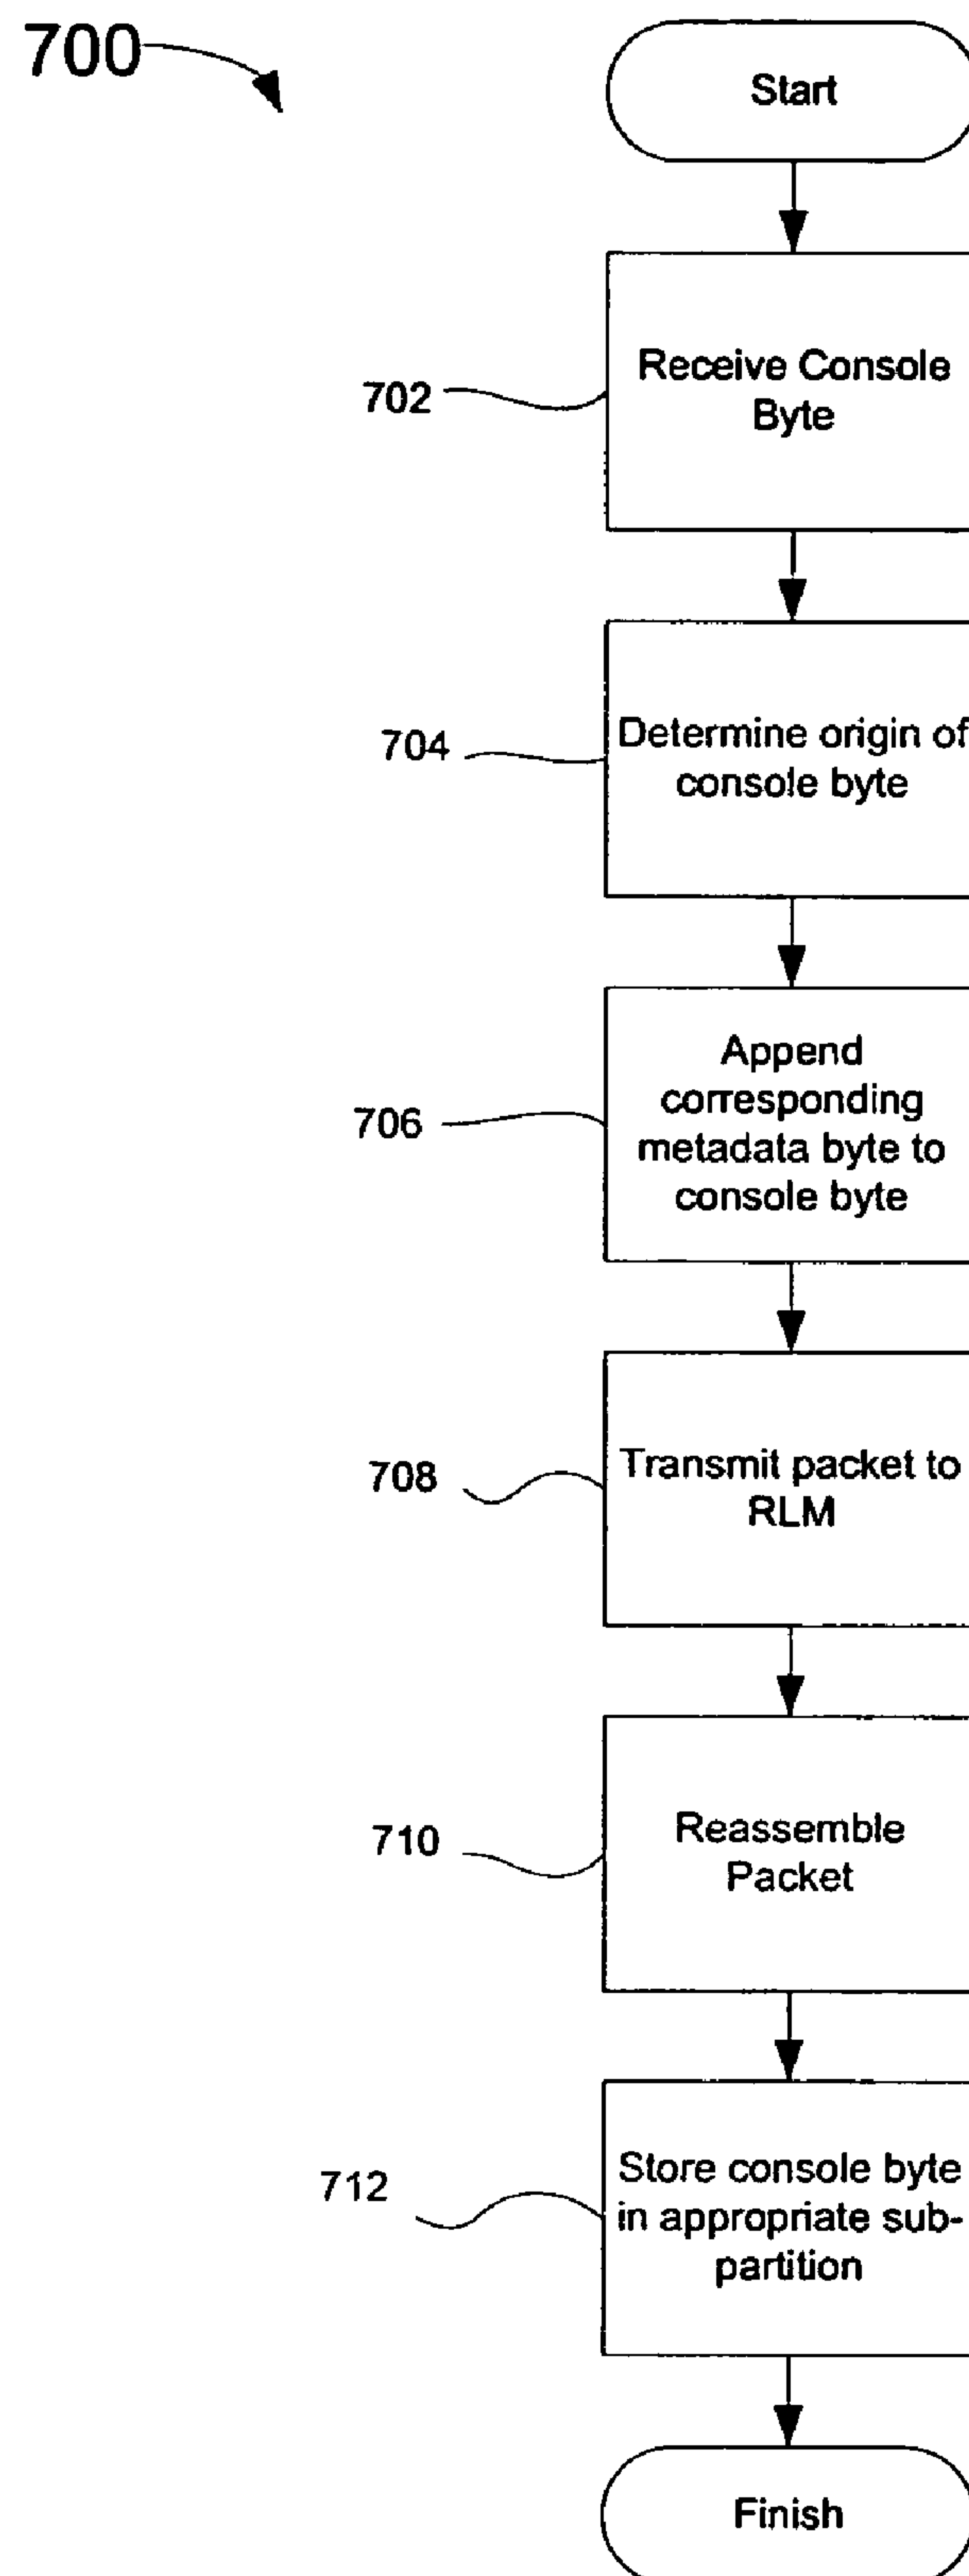 700
Start
702
Receive Console
Byte
704
Determine origin of
console byte
706
Append
corresponding
metadata byte to
console byte
708
Transmit packet to
RLM
710
Reassemble
Packet
712
Store console byte
in appropriate sub-
partition
Finish